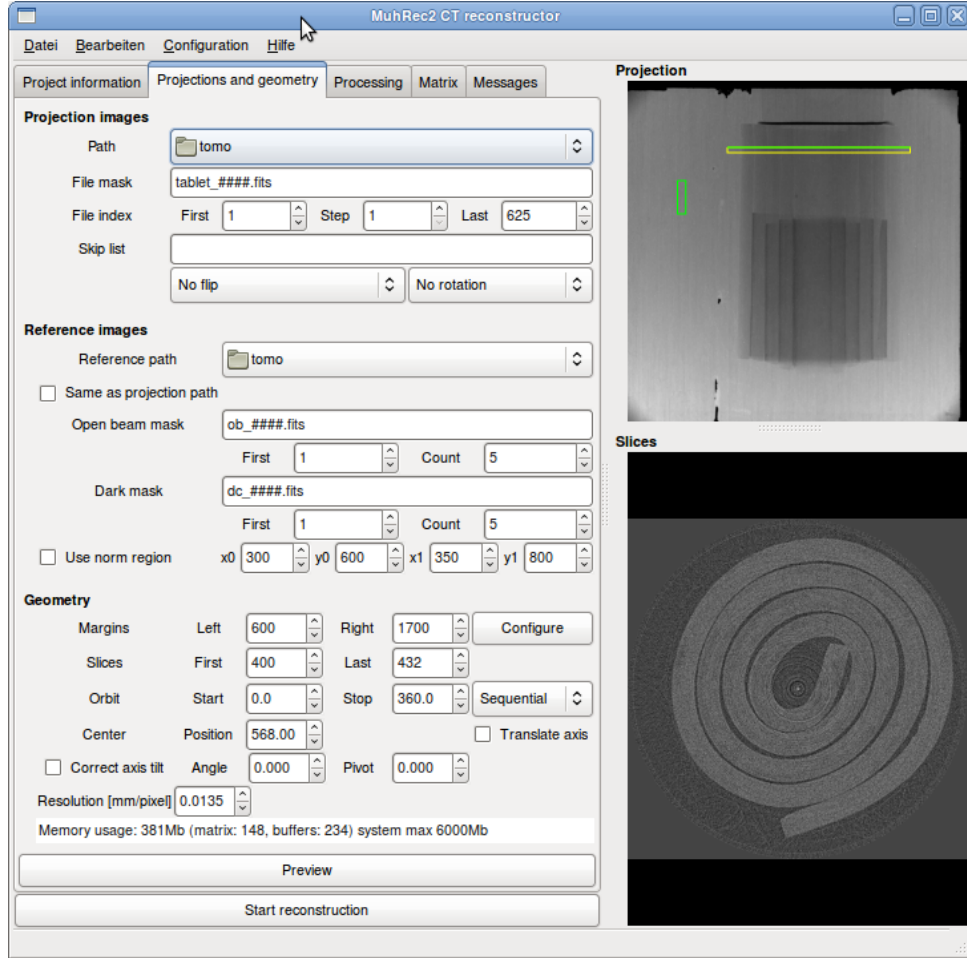 MuhRec2 CT reconstructor
Datei Bearbeiten Configuration Hilfe
Project information Projections and geometry Processing Matrix Messages
Projection images
Path tomo
File mask tablet_####.fits
File index First 1 Step 1 Last 625
Skip list
No flip No rotation
Reference images
Reference path tomo
Same as projection path
Open beam mask ob_####.fits
First 1 Count 5
Dark mask dc_####.fits
First 1 Count 5
Use norm region x0 300 y0 600 x1 350 y1 800
Geometry
Margins Left 600 Right 1700 Configure
Slices First 400 Last 432
Orbit Start 0.0 Stop 360.0 Sequential
Center Position 568.00 Translate axis
Correct axis tilt Angle 0.000 Pivot 0.000
Resolution [mm/pixel] 0.0135
Memory usage: 381Mb (matrix: 148, buffers: 234) system max 6000Mb
Preview
Start reconstruction
Projection
Slices